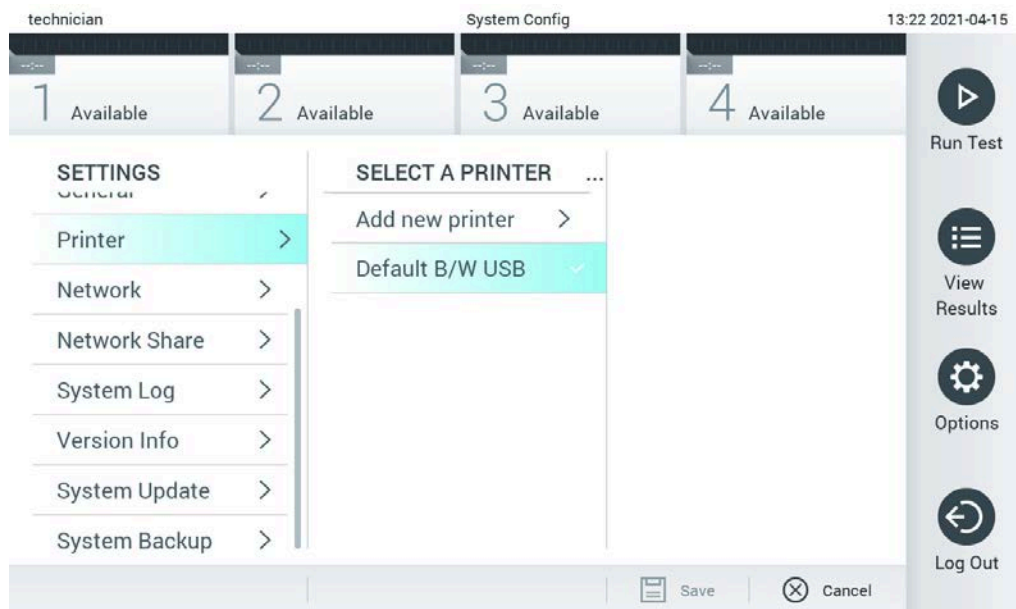 technician System Config 13:22 2021-04-15
--:-- --:-- --:-- --:--
1 Available 2 Available 3 Available 4 Available
Run Test
SETTINGS SELECT A PRINTER ...
General
Add new printer
Printer
Default B/W USB
View
Results
Network
Network Share
System Log
Options
Version Info
System Update
System Backup
Log Out
Save Cancel